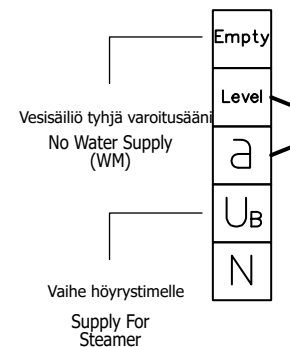 Empty
Level
Vesisäiliö tyhjä varoitusääni
No Water Supply
(WM)
a
UB
N
Vaihe höyrystimelle
Supply For
Steamer